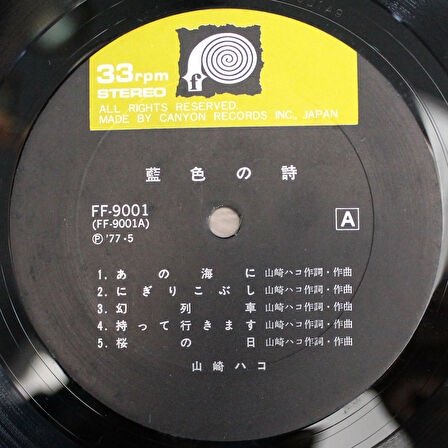 33rpm
STEREO
f
ALL RIGHTS RESERVED.
MADE BY CANYON RECORDS INC., JAPAN
藍色の詩
FF-9001
(FF-9001A)
Ⓟ '77・5
A
1. あの海に 山崎ハコ作詞・作曲
2. にぎりこぶし 山崎ハコ作詞・作曲
3. 幻列車 山崎ハコ作詞・作曲
4. 持って行きます 山崎ハコ作詞・作曲
5. 桜の日 山崎ハコ作詞・作曲
山崎ハコ